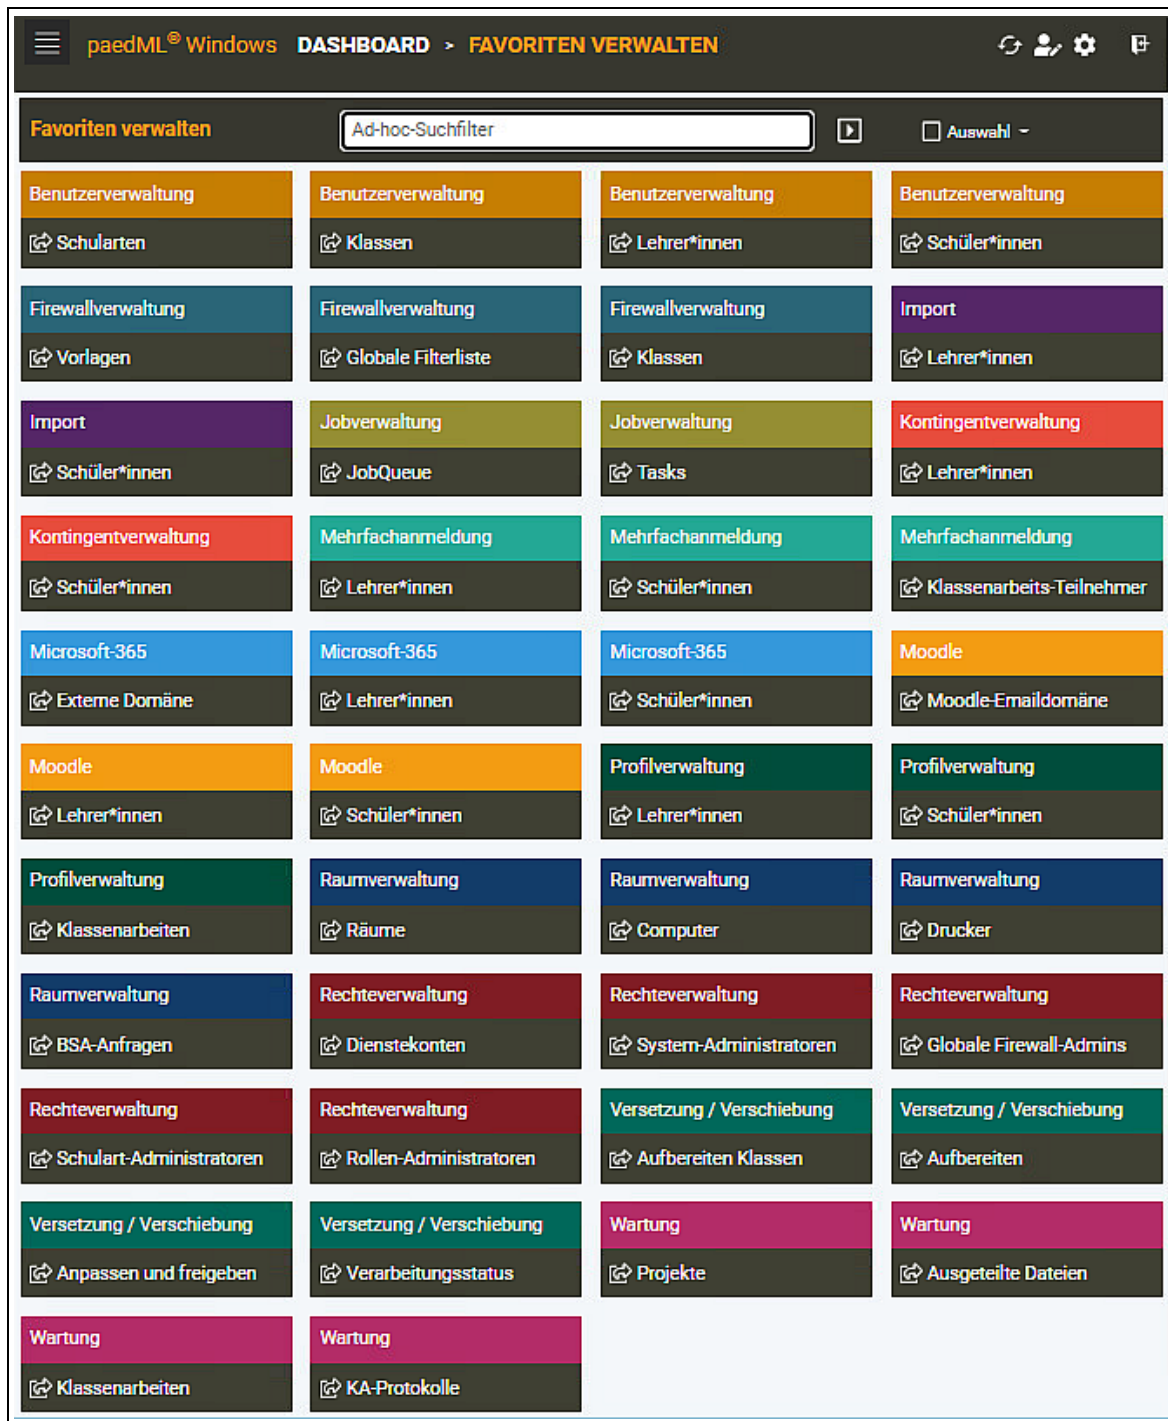 paedML® Windows DASHBOARD > FAVORITEN VERWALTEN
Favoriten verwalten Ad-hoc-Suchfilter Auswahl
Benutzerverwaltung Benutzerverwaltung Benutzerverwaltung Benutzerverwaltung
Schularten Klassen Lehrer*innen Schüler*innen
Firewallverwaltung Firewallverwaltung Firewallverwaltung Import
Vorlagen Globale Filterliste Klassen Lehrer*innen
Import Jobverwaltung Jobverwaltung Kontingentverwaltung
Schüler*innen JobQueue Tasks Lehrer*innen
Kontingentverwaltung Mehrfachanmeldung Mehrfachanmeldung Mehrfachanmeldung
Schüler*innen Lehrer*innen Schüler*innen Klassenarbeits-Teilnehmer
Microsoft-365 Microsoft-365 Microsoft-365 Moodle
Externe Domäne Lehrer*innen Schüler*innen Moodle-Emaildomäne
Moodle Moodle Profilverwaltung Profilverwaltung
Lehrer*innen Schüler*innen Lehrer*innen Schüler*innen
Profilverwaltung Raumverwaltung Raumverwaltung Raumverwaltung
Klassenarbeiten Räume Computer Drucker
Raumverwaltung Rechteverwaltung Rechteverwaltung Rechteverwaltung
BSA-Anfragen Dienstekonten System-Administratoren Globale Firewall-Admins
Rechteverwaltung Rechteverwaltung Versetzung / Verschiebung Versetzung / Verschiebung
Schulart-Administratoren Rollen-Administratoren Aufbereiten Klassen Aufbereiten
Versetzung / Verschiebung Versetzung / Verschiebung Wartung Wartung
Anpassen und freigeben Verarbeitungsstatus Projekte Ausgeteilte Dateien
Wartung Wartung
Klassenarbeiten KA-Protokolle